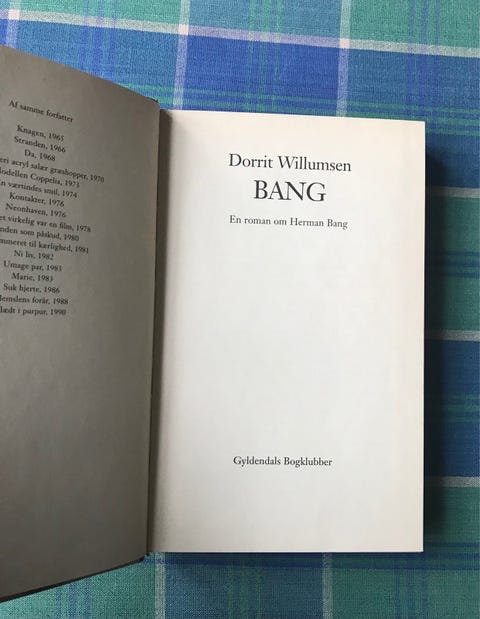 Af samme forfatter
Knagen, 1965
Stranden, 1966
Da, 1968
acryl salær græshopper, 1970
Coppelia, 1973
værtindes smil, 1974
Kontakter, 1976
Neonhaven, 1976
virkelig var en film, 1978
som påskud, 1980
til kærlighed, 1981
Ni liv, 1982
Umage par, 1983
Marie, 1983
Suk hjerte, 1986
forår, 1988
i purpur, 1990
Dorrit Willumsen
BANG
En roman om Herman Bang
Gyldendals Bogklubber